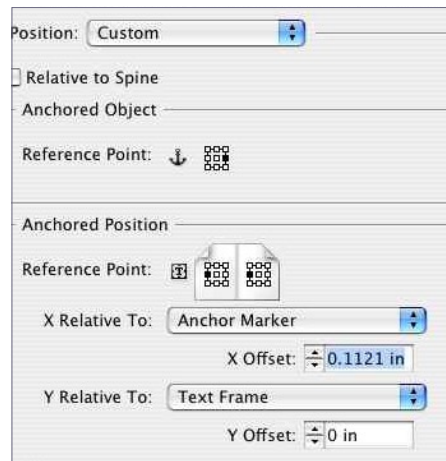 Position: Custom
Relative to Spine
Anchored Object
Reference Point:
Anchored Position
Reference Point:
X Relative To: Anchor Marker
X Offset: 0.1121 in
Y Relative To: Text Frame
Y Offset: 0 in